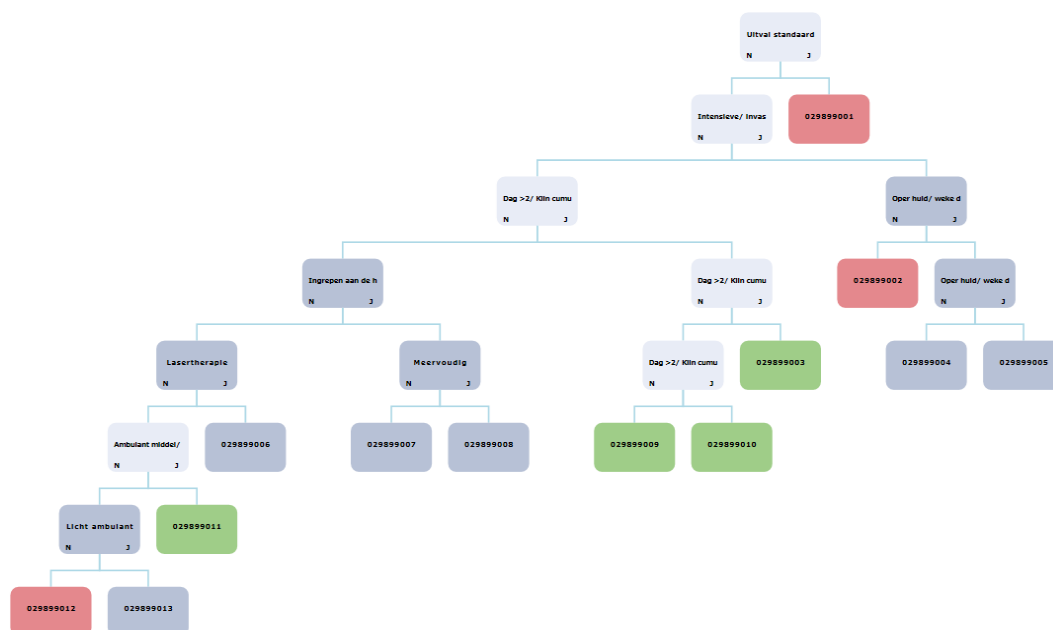 Uitval standaard
N J
Intensieve/ invas
N J
029899001
Dag >2/ Klin cumu
N J
Oper huid/ weke d
N J
Ingrepen aan de h
N J
Dag >2/ Klin cumu
N J
029899002
Oper huid/ weke d
N J
Lasertherapie
N J
Meervoudig
N J
Dag >2/ Klin cumu
N J
029899003
029899004
029899005
Ambulant middel/
N J
029899006
029899007
029899008
029899009
029899010
Licht ambulant
N J
029899011
029899012
029899013